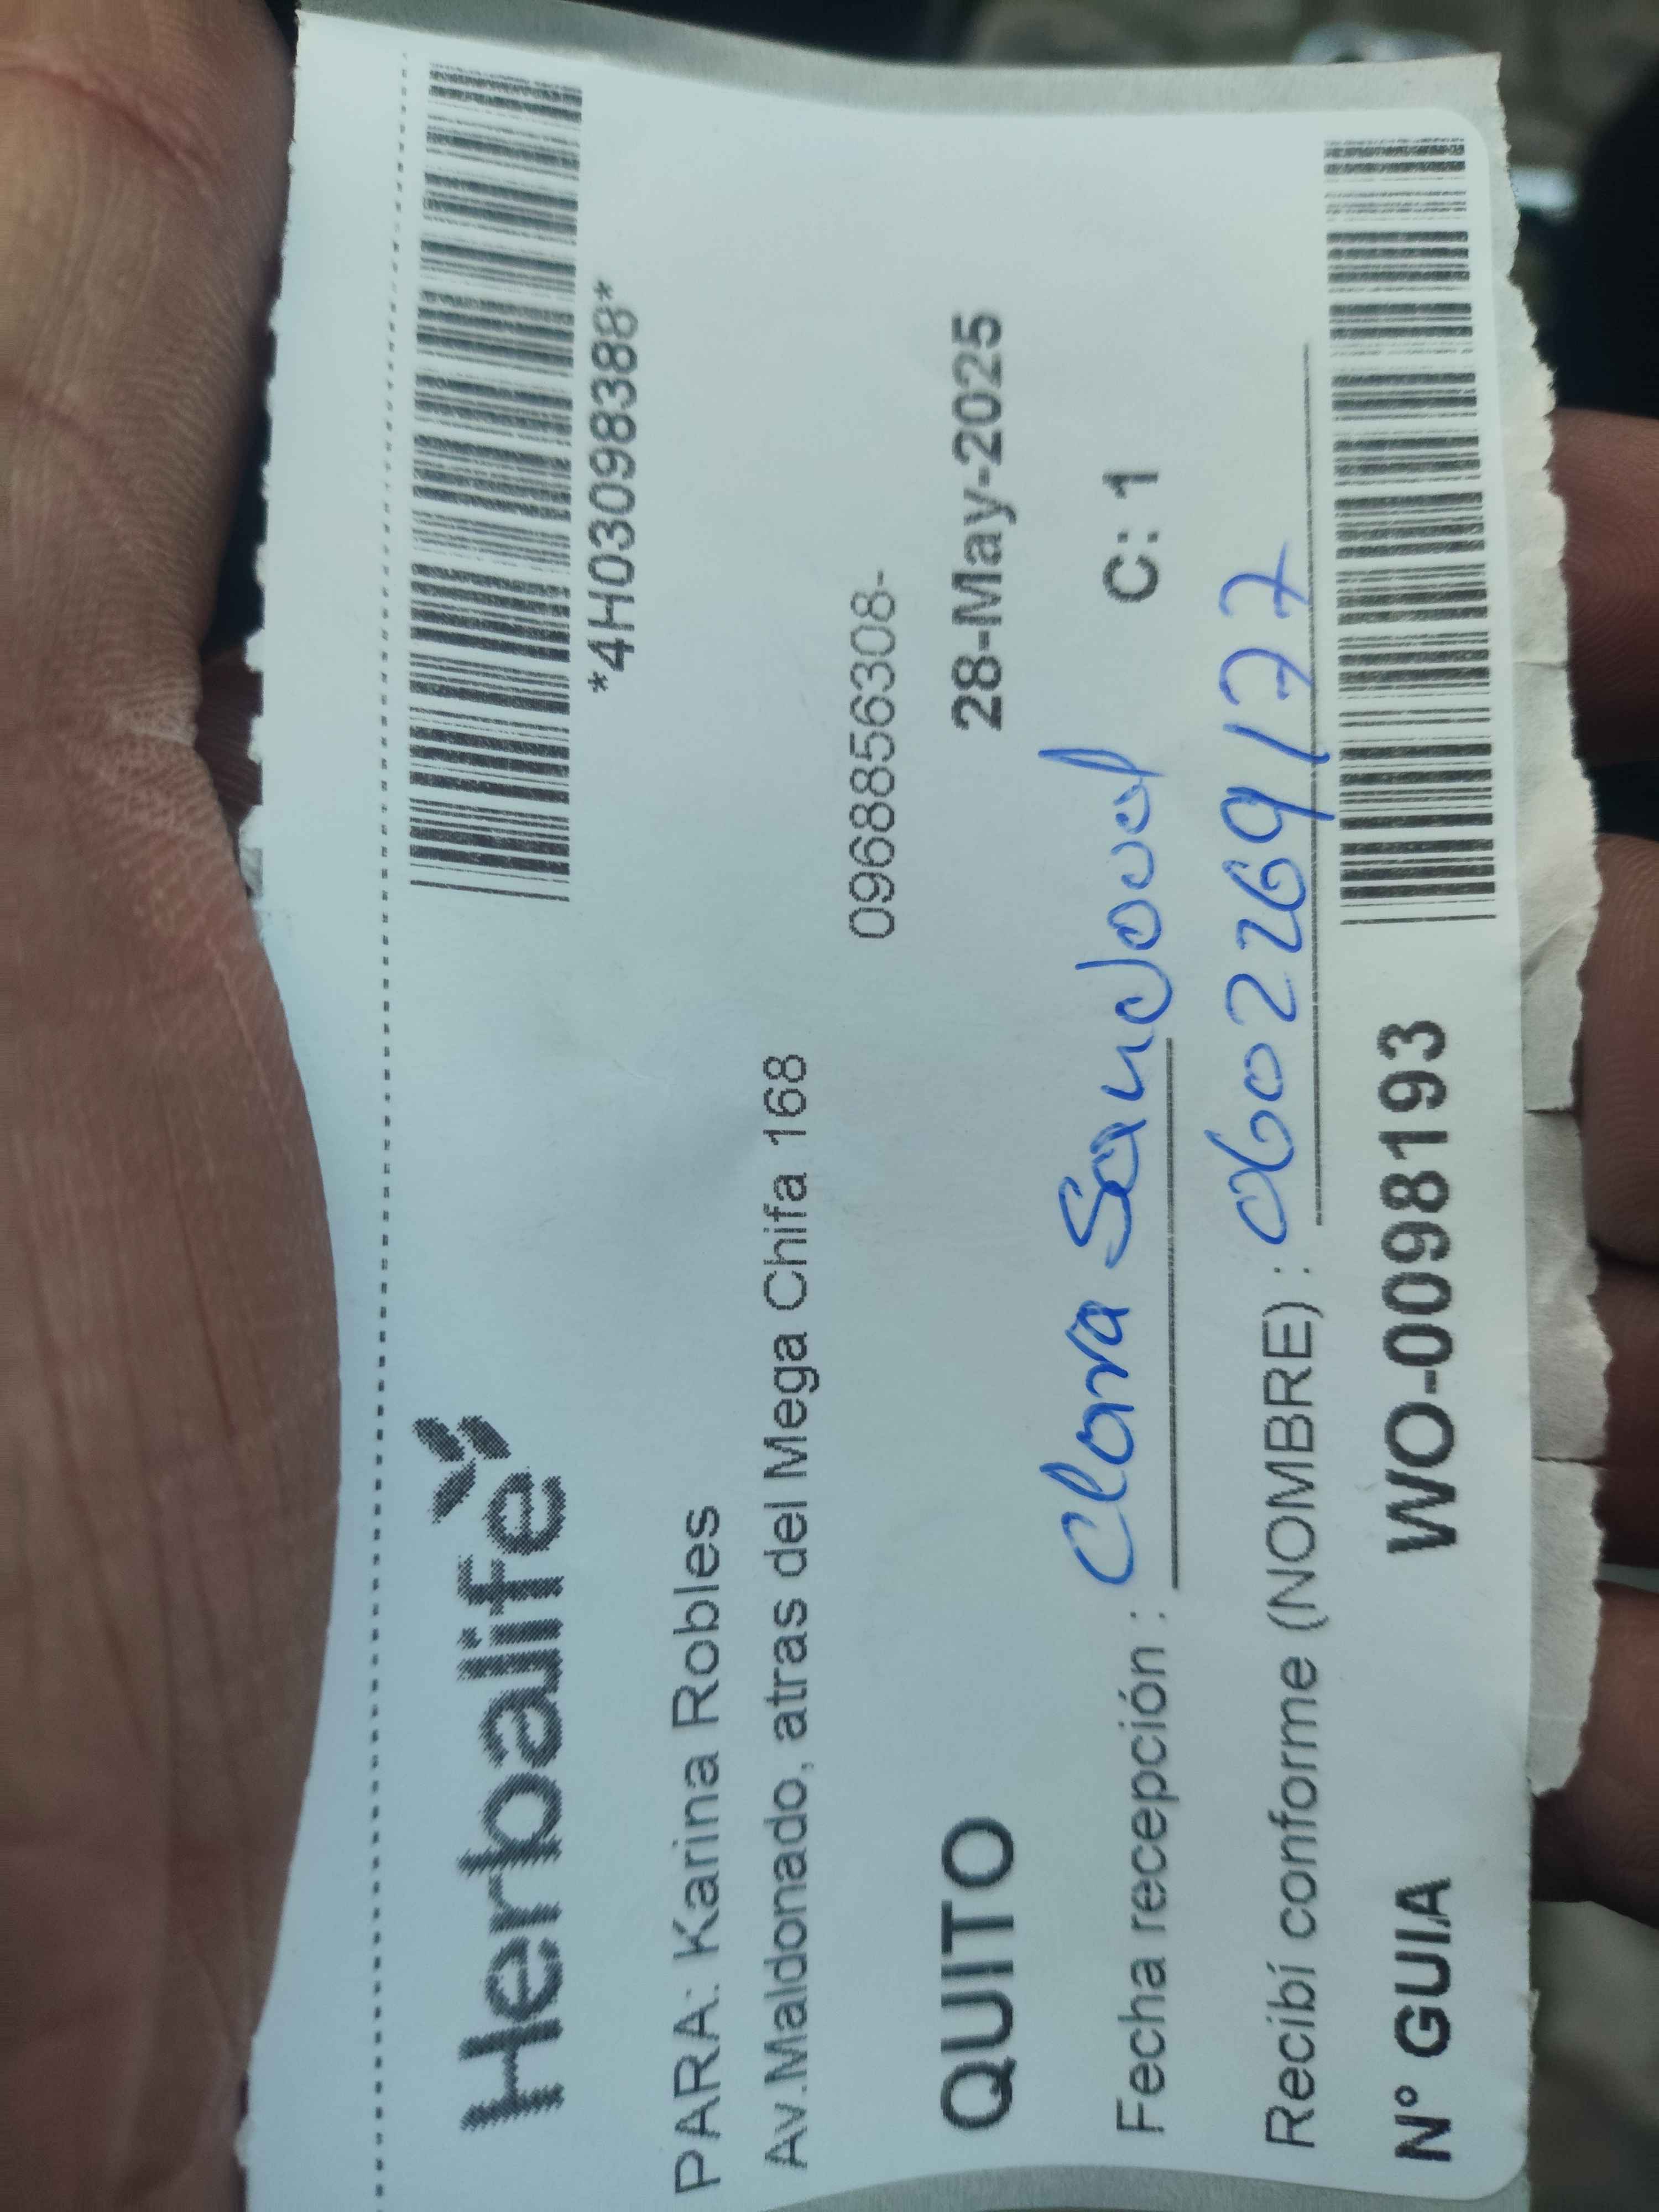 Herbalife
*4H03098388*
PARA: Karina Robles
Av.Maldonado, atras del Mega Chifa 168
0968856308-
QUITO 28-May-2025
Fecha recepción : Clara Sandoval C: 1
Recibí conforme (NOMBRE) : 0602269177
N° GUIA WO-0098193